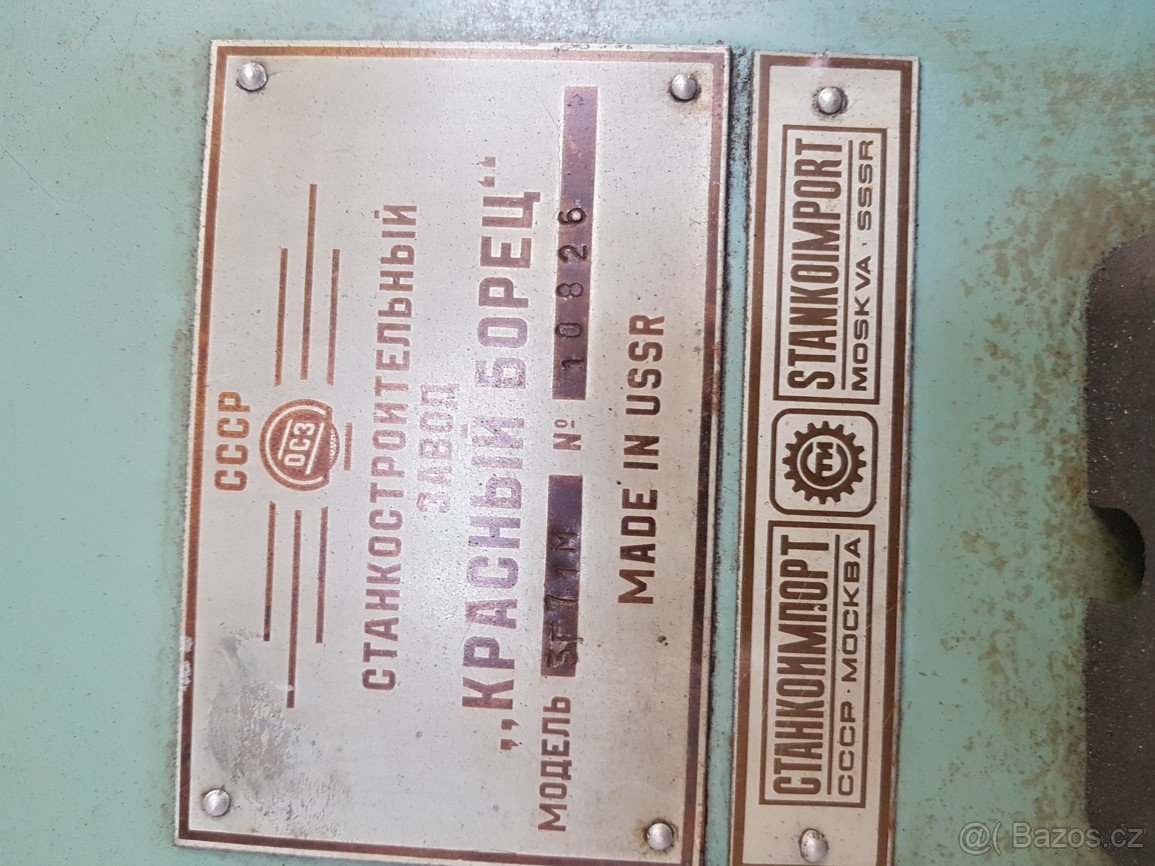 СССР
ОСЗ
СТАНКОСТРОИТЕЛЬНЫЙ
ЗАВОД
„КРАСНЫЙ БОРЕЦ“
МОДЕЛЬ 3Г71М № 10826
MADE IN USSR
СТАНКОИМПОРТ
СССР · МОСКВА
STANKOIMPORT
MOSKVA · SSSR
@( Bazos.cz